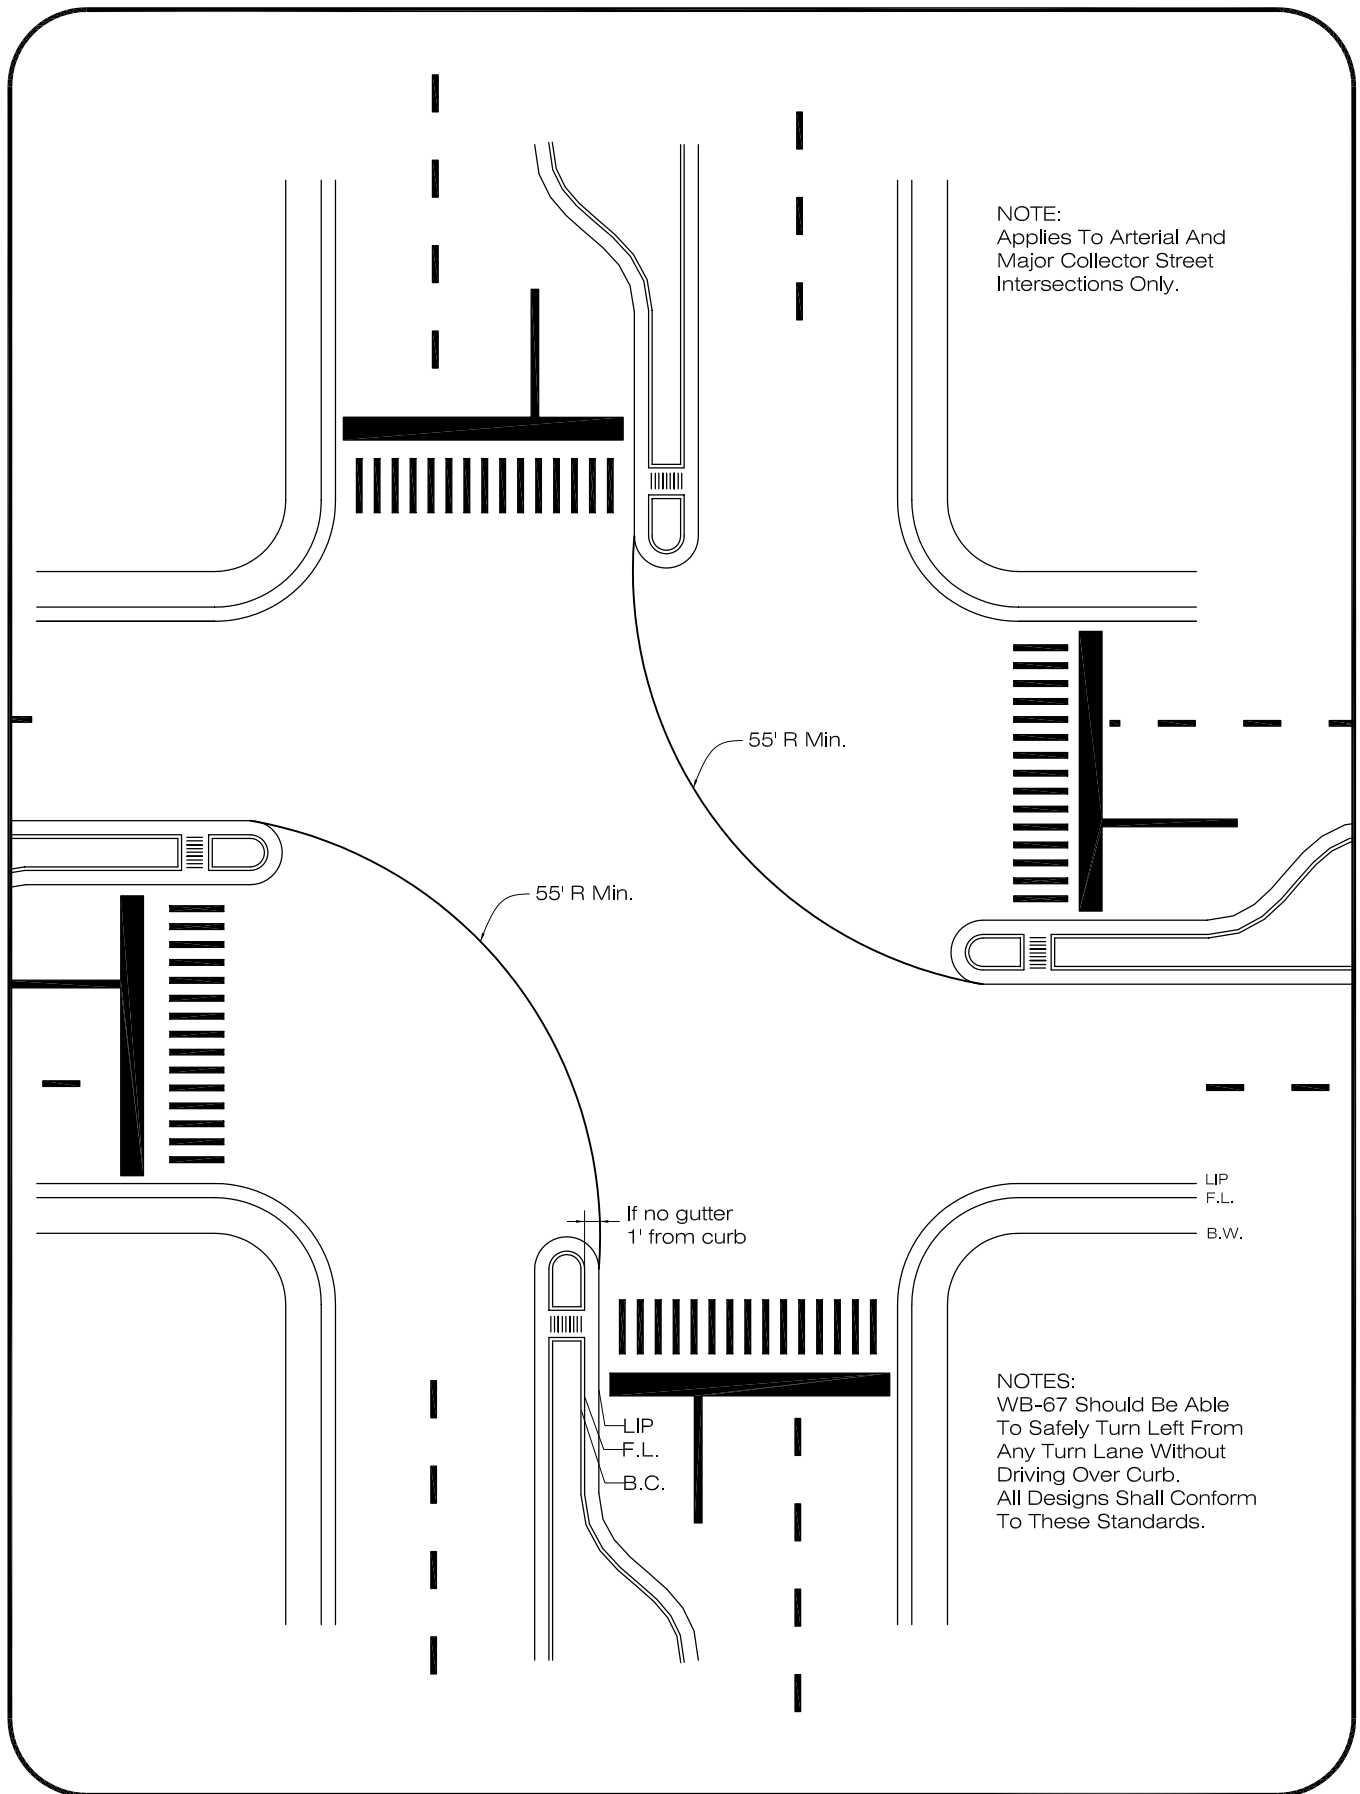 NOTE:
Applies To Arterial And
Major Collector Street
Intersections Only.
55' R Min.
55' R Min.
LIP
F.L.
B.W.
If no gutter
1' from curb
LIP
F.L.
B.C.
NOTES:
WB-67 Should Be Able
To Safely Turn Left From
Any Turn Lane Without
Driving Over Curb.
All Designs Shall Conform
To These Standards.